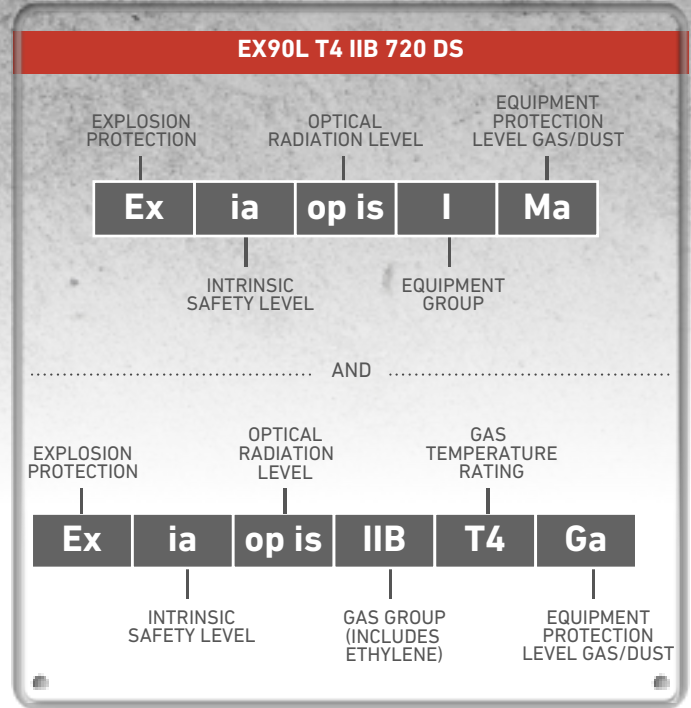 EX90L T4 IIB 720 DS
EXPLOSION
PROTECTION
OPTICAL
RADIATION LEVEL
EQUIPMENT
PROTECTION
LEVEL GAS/DUST
Ex ia op is I Ma
INTRINSIC
SAFETY LEVEL
EQUIPMENT
GROUP
AND
EXPLOSION
PROTECTION
OPTICAL
RADIATION
LEVEL
GAS
TEMPERATURE
RATING
Ex ia op is IIB T4 Ga
INTRINSIC
SAFETY LEVEL
GAS GROUP
(INCLUDES
ETHYLENE)
EQUIPMENT
PROTECTION
LEVEL GAS/DUST